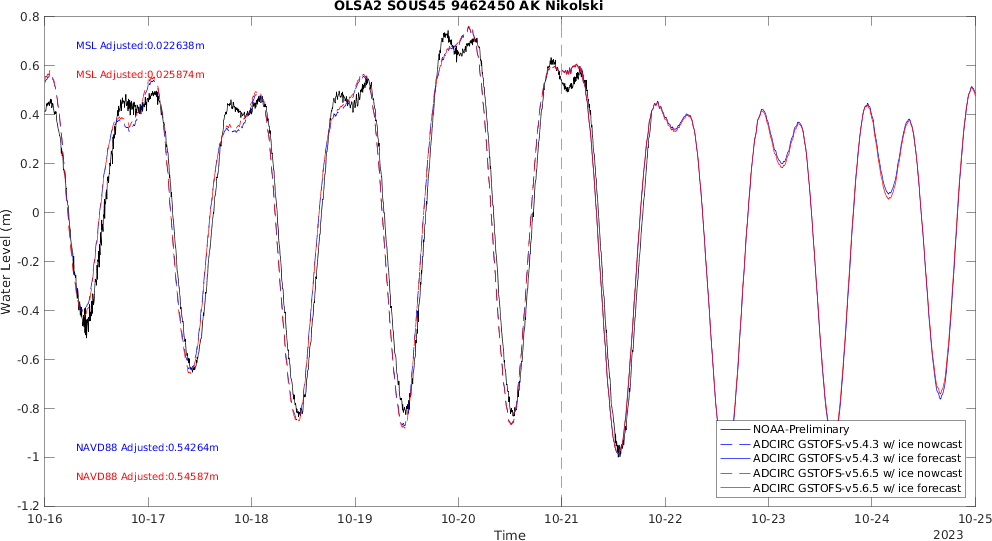 OLSA2 SOUS45 9462450 AK Nikolski
0.8
0.6
0.4
0.2
0
-0.2
-0.4
-0.6
-0.8
-1
-1.2
Water Level (m)
MSL Adjusted:0.022638m
MSL Adjusted:0.025874m
NAVD88 Adjusted:0.54264m
NAVD88 Adjusted:0.54587m
NOAA-Preliminary
ADCIRC GSTOFS-v5.4.3 w/ ice nowcast
ADCIRC GSTOFS-v5.4.3 w/ ice forecast
ADCIRC GSTOFS-v5.6.5 w/ ice nowcast
ADCIRC GSTOFS-v5.6.5 w/ ice forecast
10-16 10-17 10-18 10-19 10-20 10-21 10-22 10-23 10-24 10-25
Time
2023